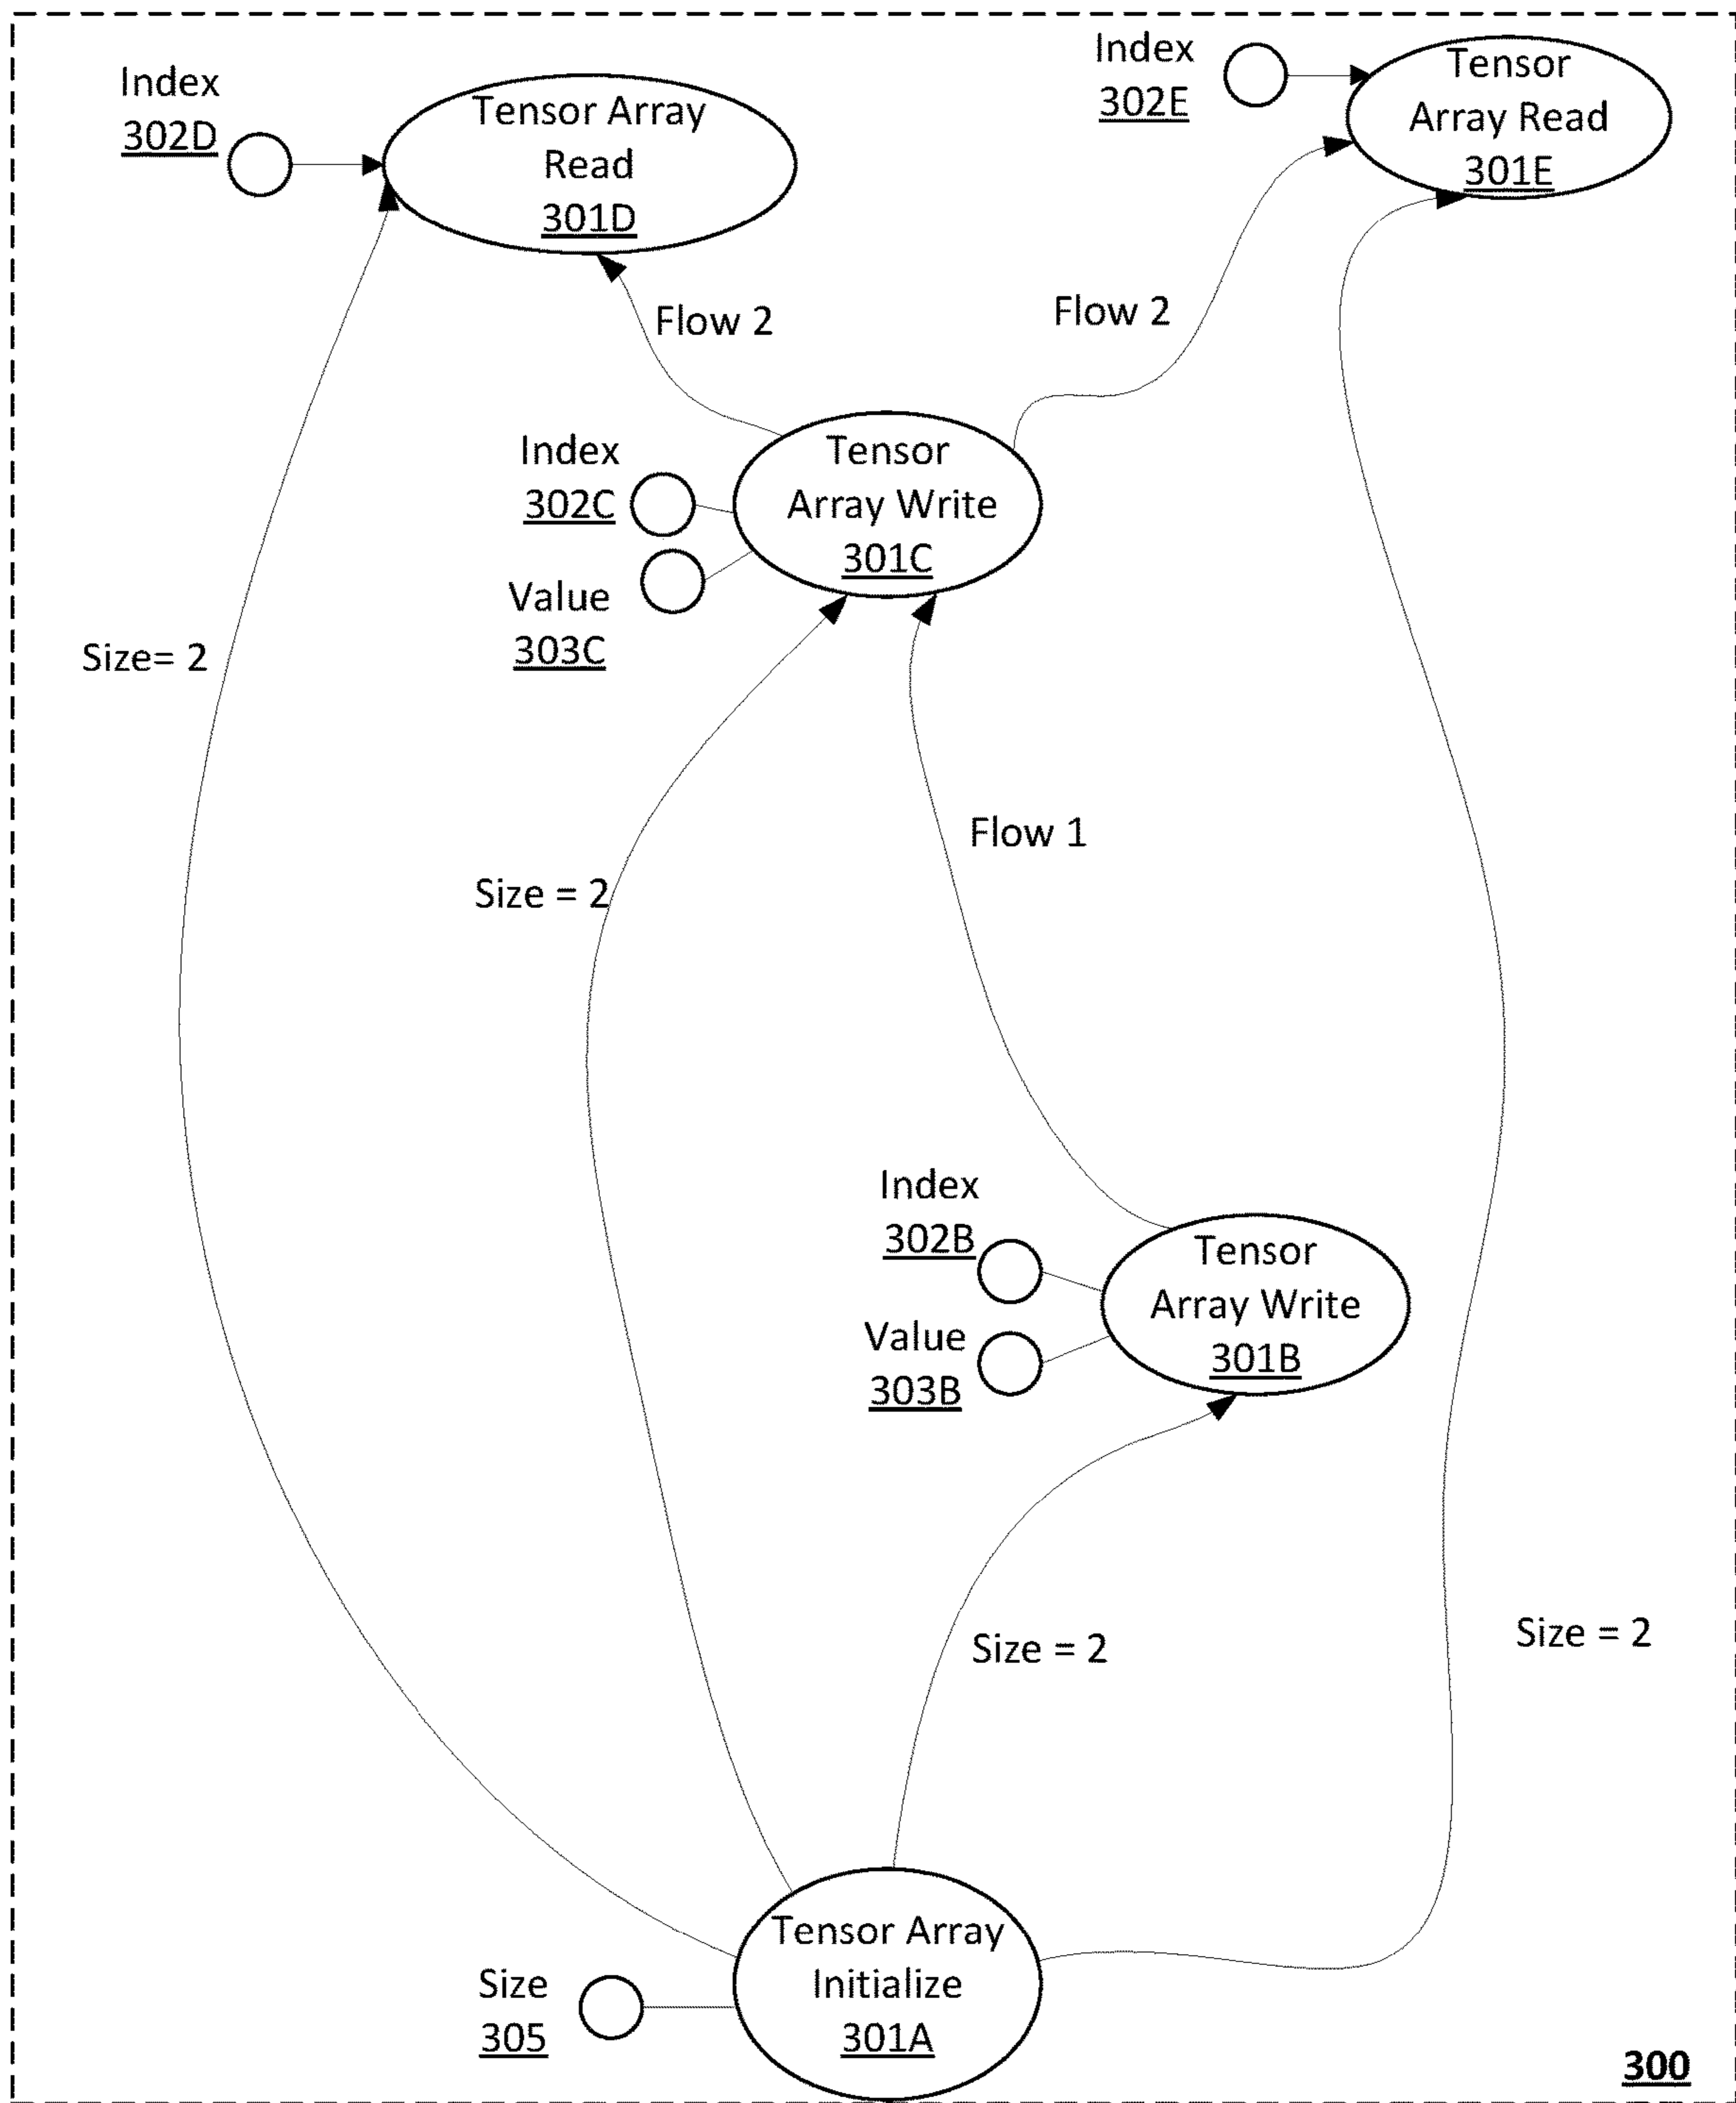 Index
302D
Tensor Array
Read
301D
Index
302E
Tensor
Array Read
301E
Flow 2
Flow 2
Index
302C
Value
303C
Tensor
Array Write
301C
Size= 2
Size = 2
Flow 1
Index
302B
Value
303B
Tensor
Array Write
301B
Size = 2
Size = 2
Tensor Array
Initialize
301A
Size
305
300